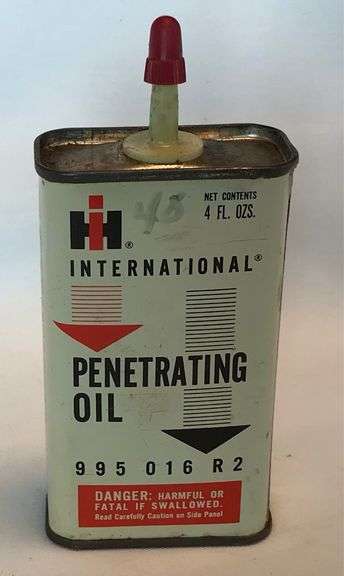 48
NET CONTENTS
4 FL. OZS.
IH®
INTERNATIONAL®
PENETRATING
OIL
995 016 R2
DANGER: HARMFUL OR
FATAL IF SWALLOWED.
Read Carefully Caution on Side Panel